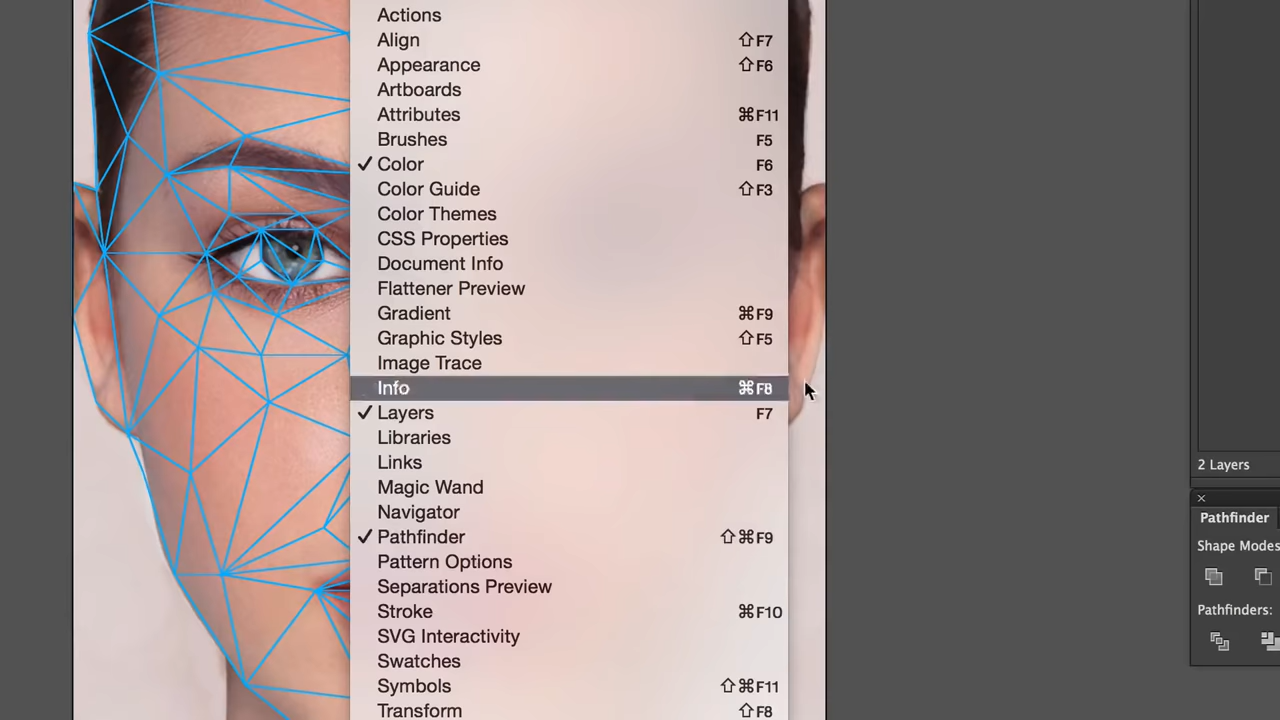 Actions
Align ⇧F7
Appearance ⇧F6
Artboards
Attributes ⌘F11
Brushes F5
✓ Color F6
Color Guide ⇧F3
Color Themes
CSS Properties
Document Info
Flattener Preview
Gradient ⌘F9
Graphic Styles ⇧F5
Image Trace
Info ⌘F8
✓ Layers F7
Libraries
Links
Magic Wand
Navigator
✓ Pathfinder ⇧⌘F9
Pattern Options
Separations Preview
Stroke ⌘F10
SVG Interactivity
Swatches
Symbols ⇧⌘F11
Transform ⇧F8
2 Layers
Pathfinder
Shape Modes
Pathfinders: